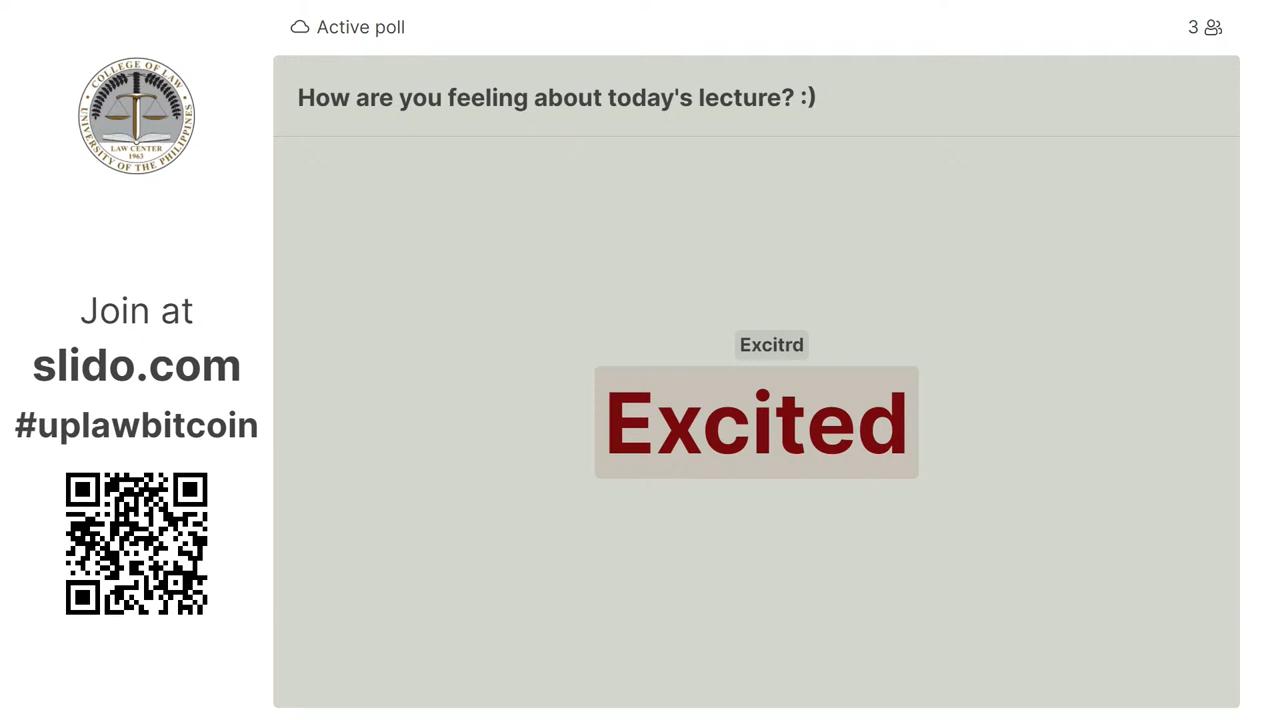 Active poll
3
COLLEGE OF LAW
LAW CENTER
1963
UNIVERSITY OF THE PHILIPPINES
How are you feeling about today's lecture? :)
Join at
slido.com
#uplawbitcoin
Excitrd
Excited